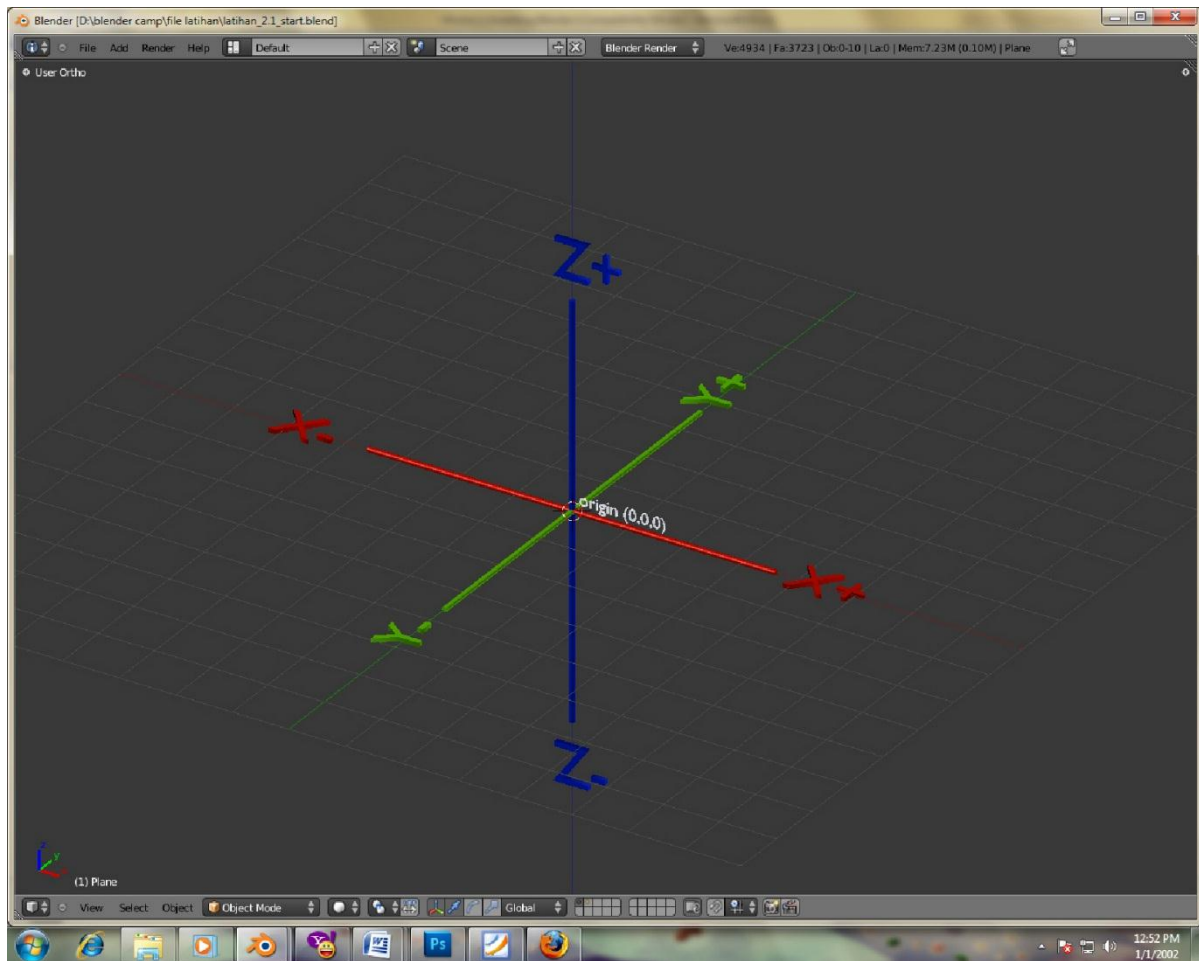 Blender [D:\blender camp\file latihan\latihan_2.1_start.blend]
File Add Render Help Default Scene Blender Render Ve:4934 | Fa:3723 | Ob:0-10 | La:0 | Mem:7.23M (0.10M) | Plane
User Ortho
Z+
Y+
X-
Origin (0,0,0)
X+
Y-
Z-
z
y
x
(1) Plane
View Select Object Object Mode Global
Ps
12:52 PM
1/1/2002